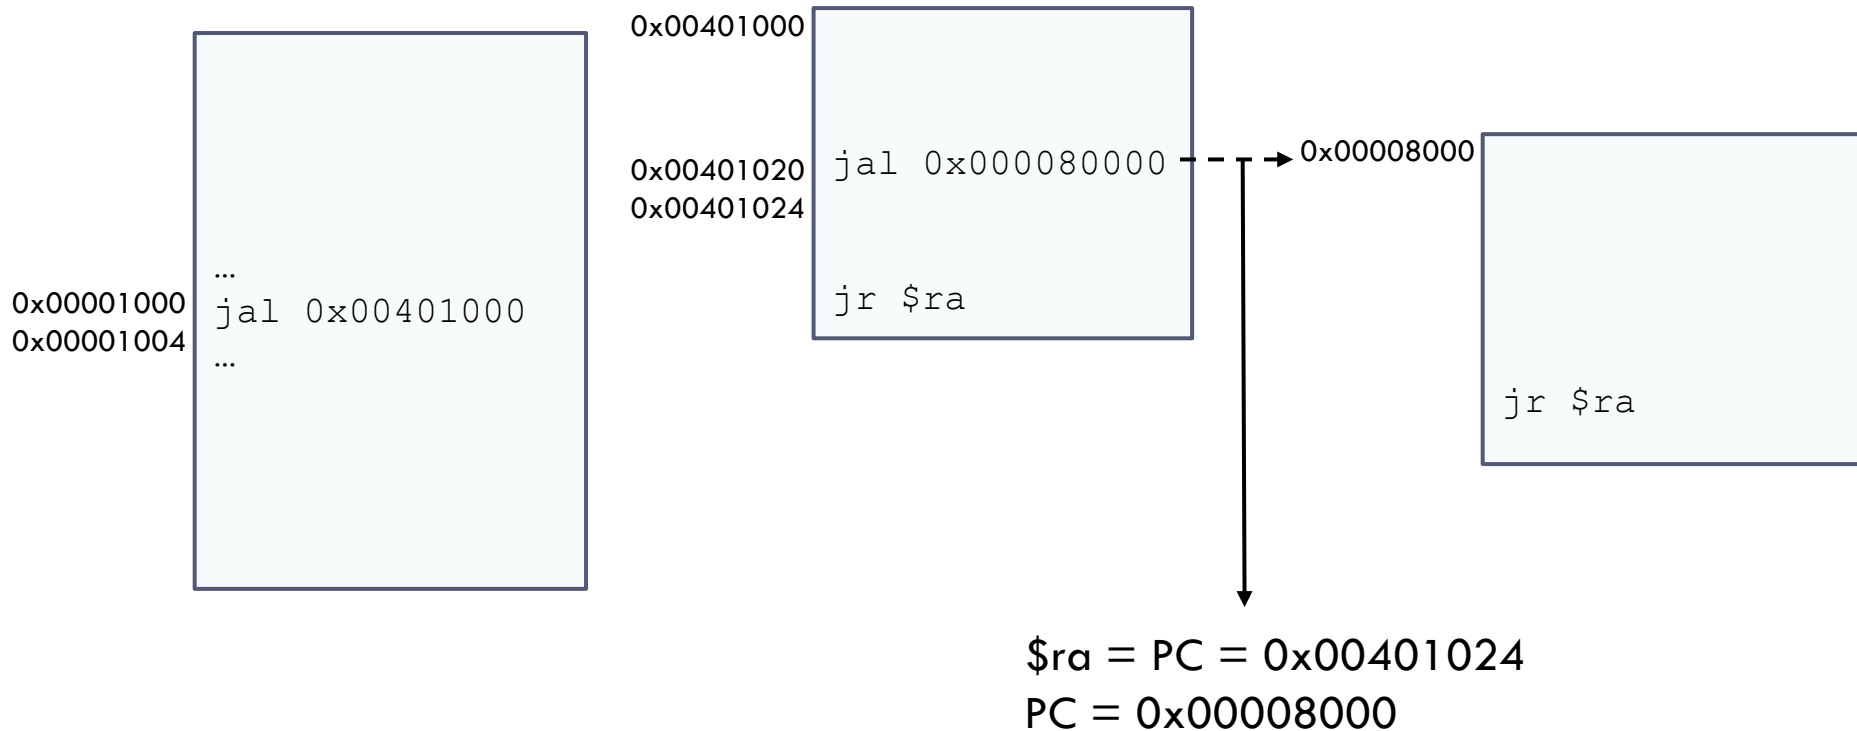 0x00001000
0x00001004
...
jal 0x00401000
...
0x00401000
0x00401020
0x00401024
jal 0x000080000
jr $ra
0x00008000
jr $ra
$ra = PC = 0x00401024
PC = 0x00008000